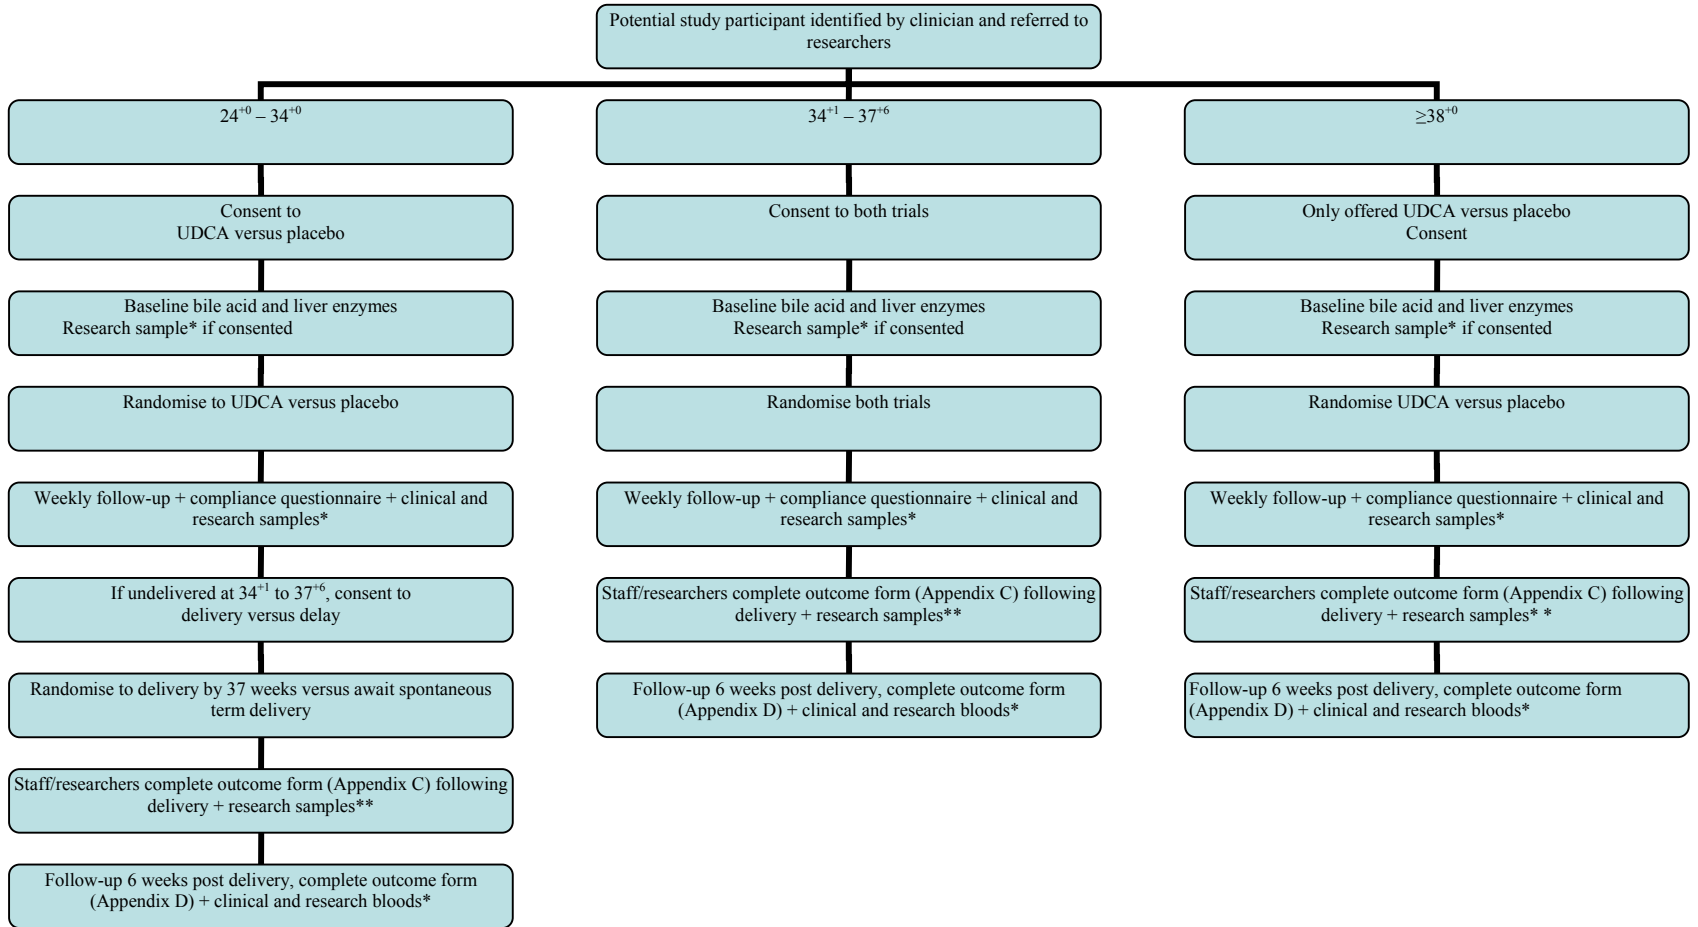 Potential study participant identified by clinician and referred to
researchers
24⁺⁰ – 34⁺⁰
Consent to
UDCA versus placebo
Baseline bile acid and liver enzymes
Research sample* if consented
Randomise to UDCA versus placebo
Weekly follow-up + compliance questionnaire + clinical and
research samples*
If undelivered at 34⁺¹ to 37⁺⁶, consent to
delivery versus delay
Randomise to delivery by 37 weeks versus await spontaneous
term delivery
Staff/researchers complete outcome form (Appendix C) following
delivery + research samples**
Follow-up 6 weeks post delivery, complete outcome form
(Appendix D) + clinical and research bloods*
34⁺¹ – 37⁺⁶
Consent to both trials
Baseline bile acid and liver enzymes
Research sample* if consented
Randomise both trials
Weekly follow-up + compliance questionnaire + clinical and
research samples*
Staff/researchers complete outcome form (Appendix C) following
delivery + research samples**
Follow-up 6 weeks post delivery, complete outcome form
(Appendix D) + clinical and research bloods*
≥38⁺⁰
Only offered UDCA versus placebo
Consent
Baseline bile acid and liver enzymes
Research sample* if consented
Randomise UDCA versus placebo
Weekly follow-up + compliance questionnaire + clinical and
research samples*
Staff/researchers complete outcome form (Appendix C) following
delivery + research samples* *
Follow-up 6 weeks post delivery, complete outcome form
(Appendix D) + clinical and research bloods*